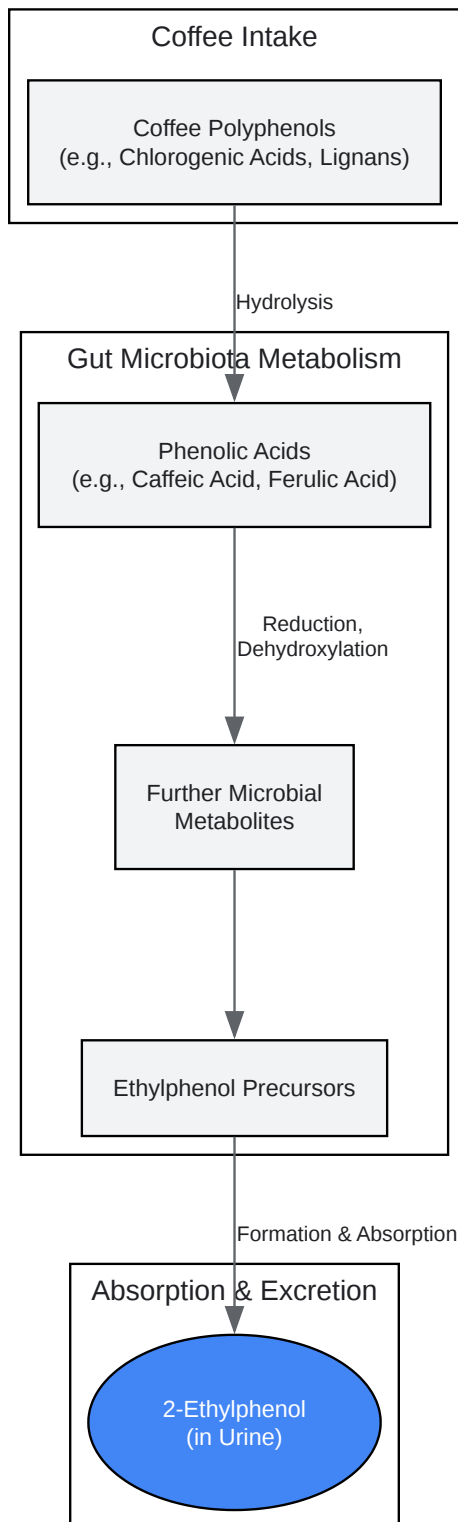 Coffee Intake
Coffee Polyphenols
(e.g., Chlorogenic Acids, Lignans)
Hydrolysis
Gut Microbiota Metabolism
Phenolic Acids
(e.g., Caffeic Acid, Ferulic Acid)
Reduction,
Dehydroxylation
Further Microbial
Metabolites
Ethylphenol Precursors
Formation & Absorption
Absorption & Excretion
2-Ethylphenol
(in Urine)